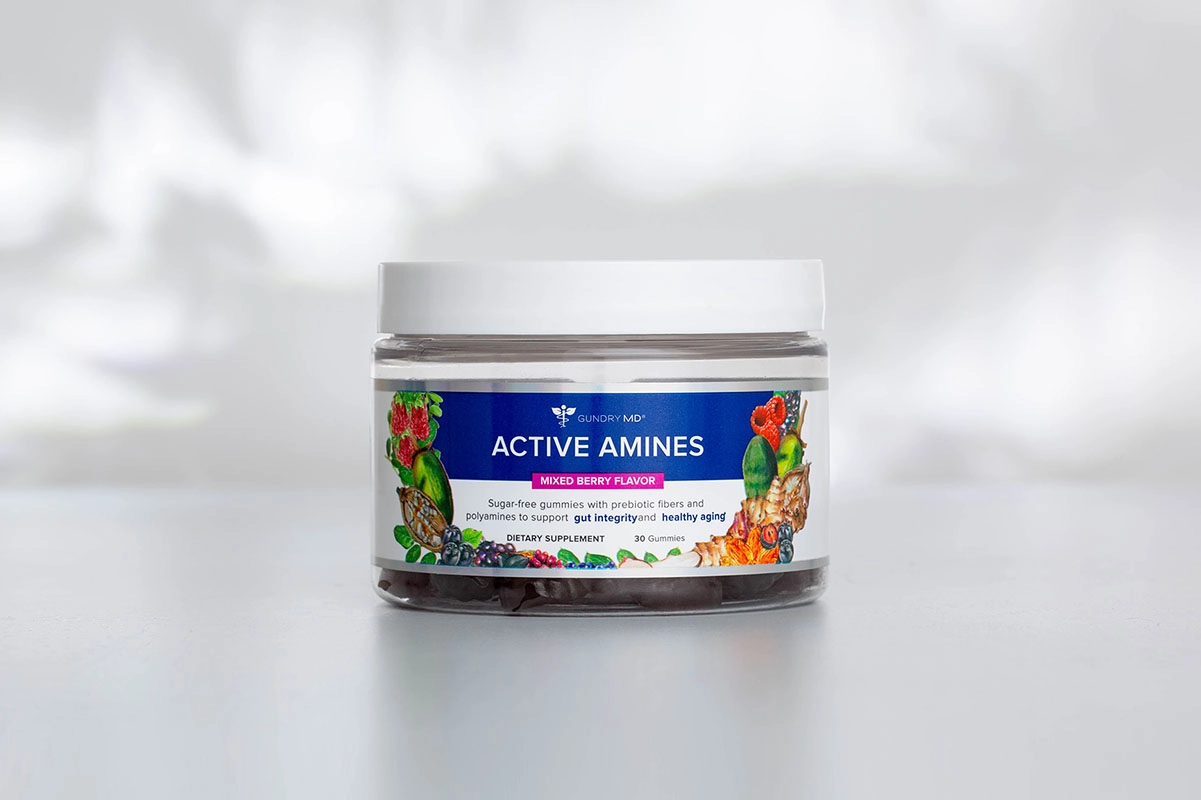 GUNDRY MD®
ACTIVE AMINES
MIXED BERRY FLAVOR
Sugar-free gummies with prebiotic fibers and
polyamines to support gut integrityand healthy aging
DIETARY SUPPLEMENT 30 Gummies